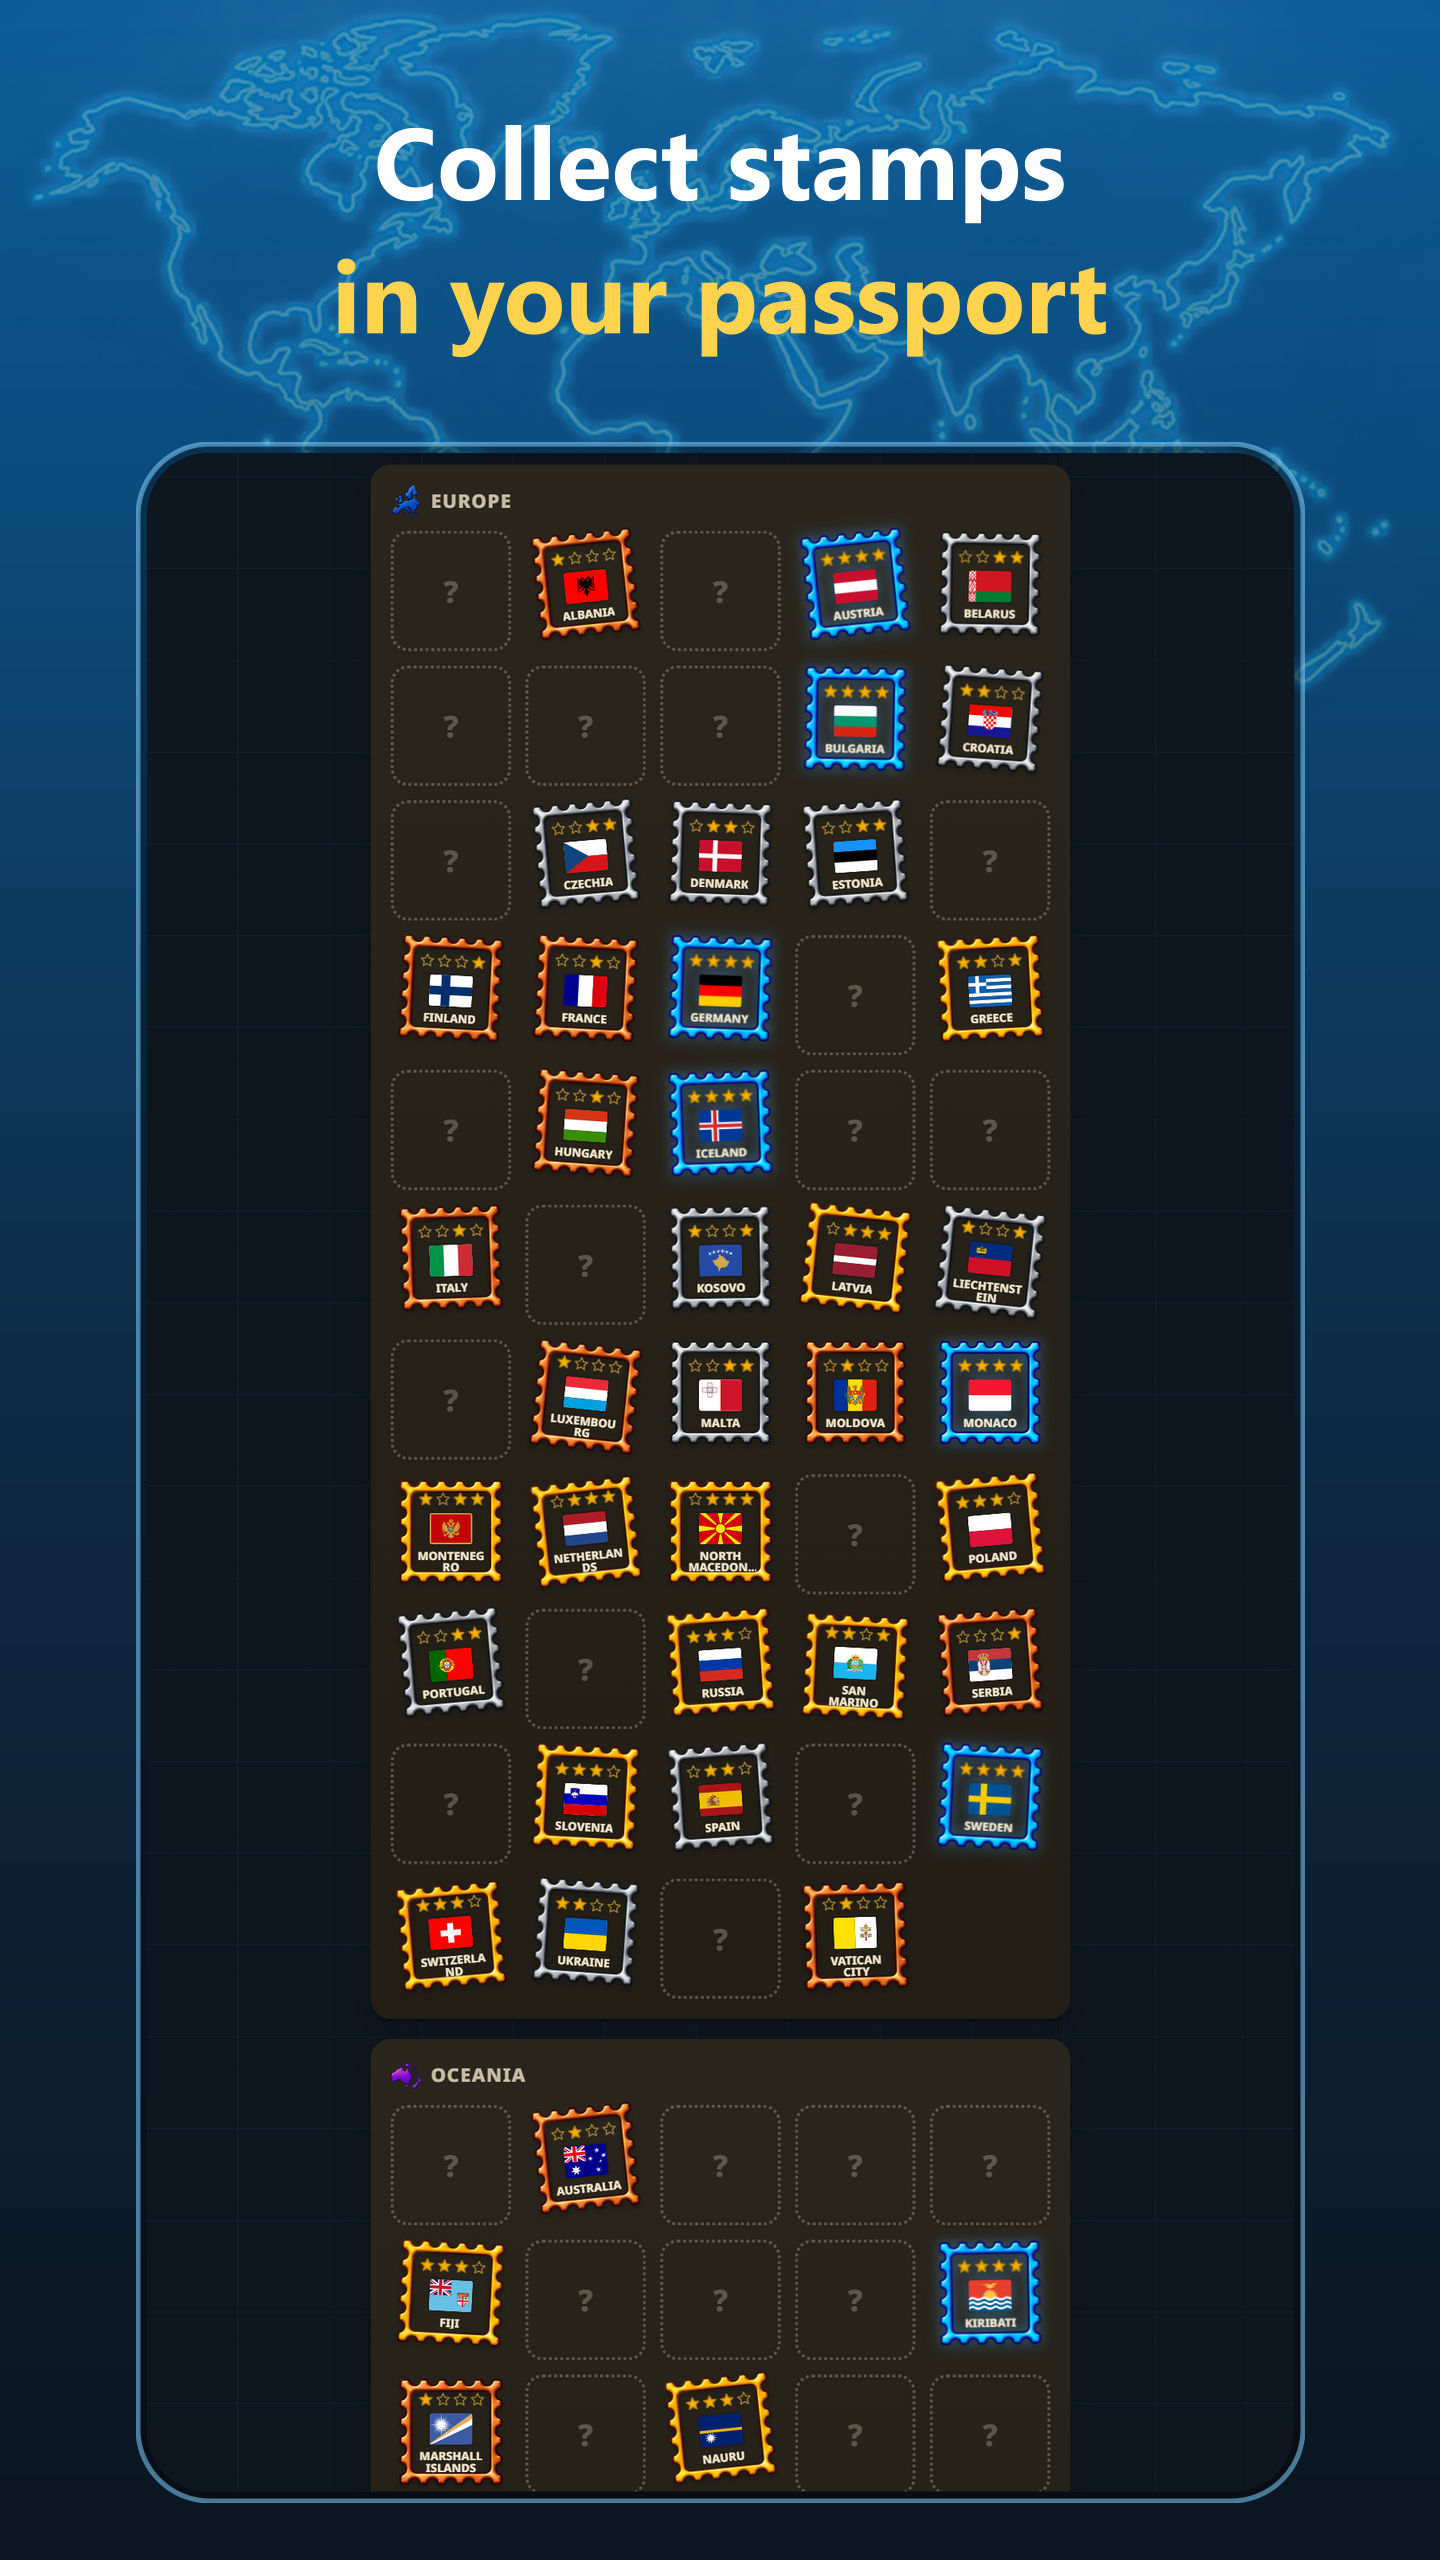 Collect stamps
in your passport
EUROPE
?
ALBANIA
?
AUSTRIA
BELARUS
?
?
?
BULGARIA
CROATIA
?
CZECHIA
DENMARK
ESTONIA
?
FINLAND
FRANCE
GERMANY
?
GREECE
?
HUNGARY
ICELAND
?
?
ITALY
?
KOSOVO
LATVIA
LIECHTENST
EIN
?
LUXEMBOU
RG
MALTA
MOLDOVA
MONACO
MONTENEG
RO
NETHERLAN
DS
NORTH
MACEDON...
?
POLAND
PORTUGAL
?
RUSSIA
SAN
MARINO
SERBIA
?
SLOVENIA
SPAIN
?
SWEDEN
SWITZERLA
ND
UKRAINE
?
VATICAN
CITY
OCEANIA
?
AUSTRALIA
?
?
?
FIJI
?
?
?
KIRIBATI
MARSHALL
ISLANDS
?
NAURU
?
?